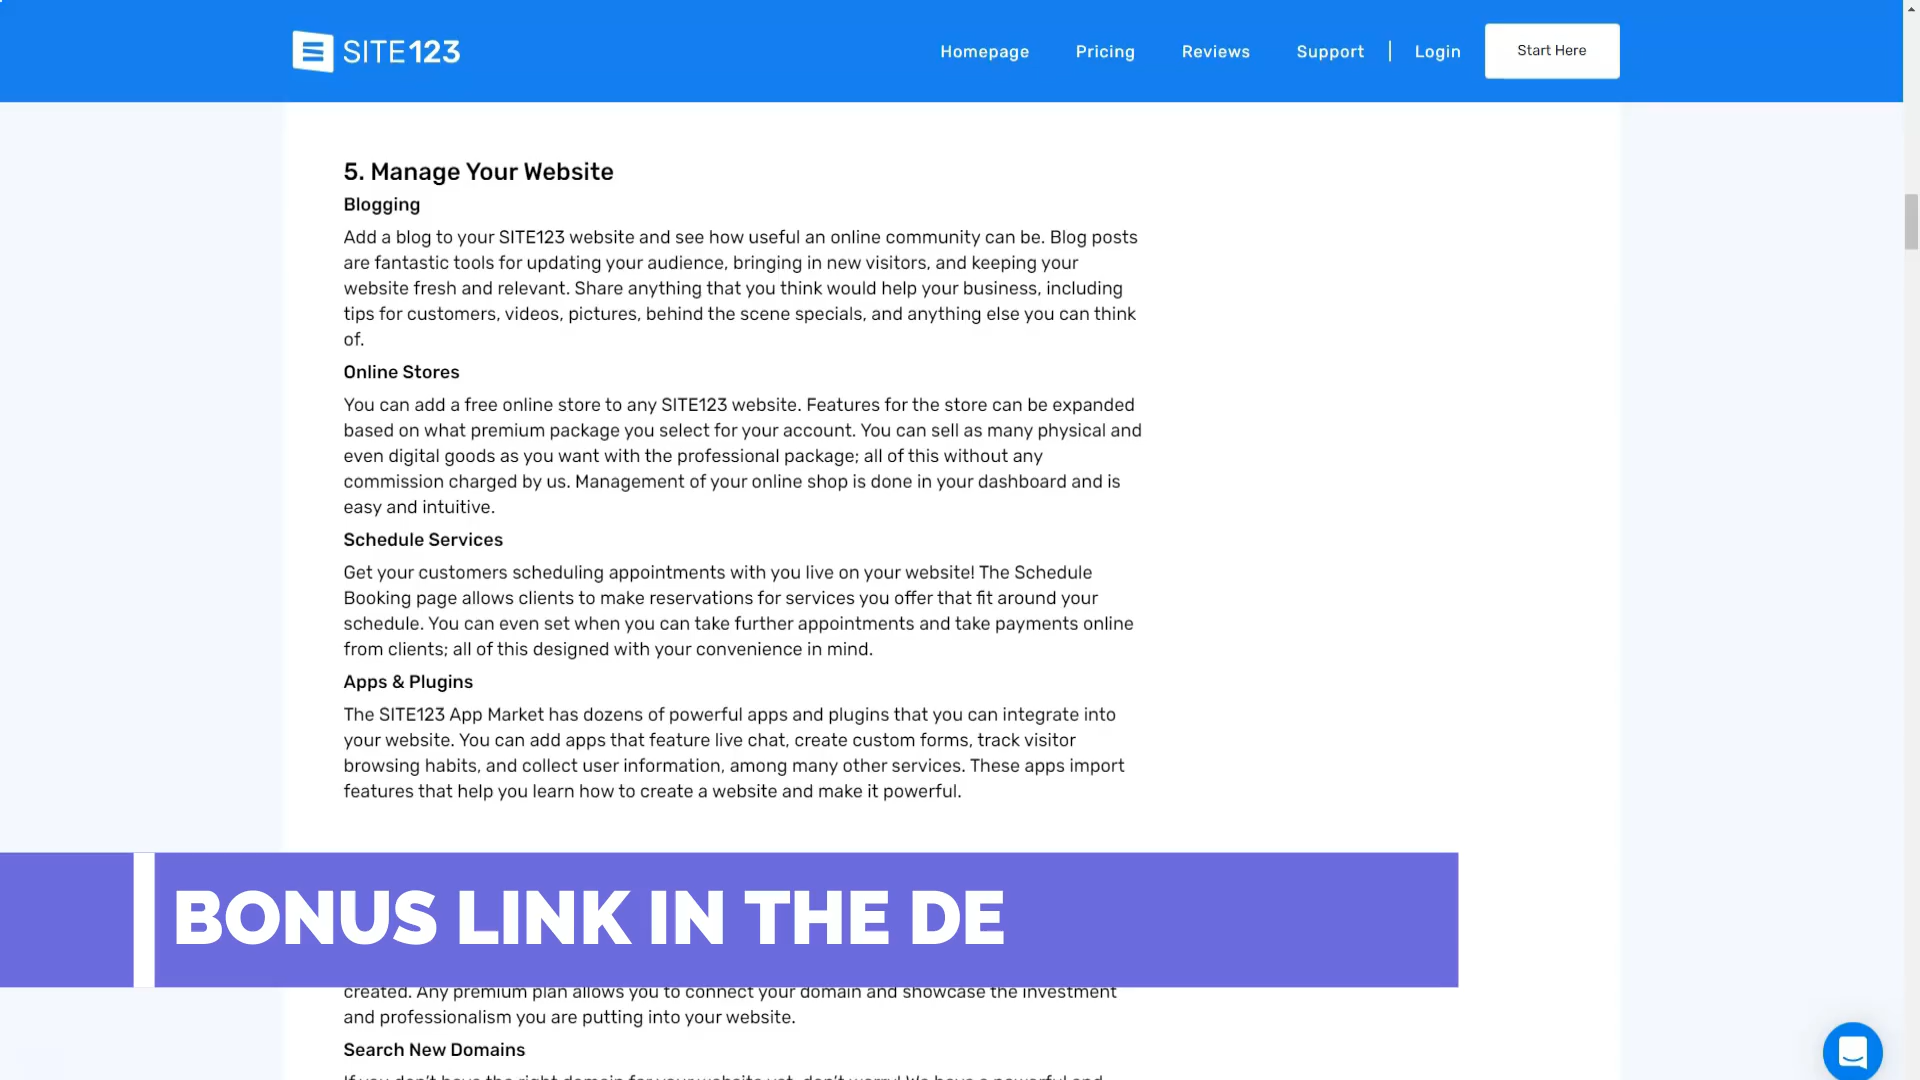 SITE123
Homepage Pricing Reviews Support | Login Start Here
5. Manage Your Website
Blogging
Add a blog to your SITE123 website and see how useful an online community can be. Blog posts
are fantastic tools for updating your audience, bringing in new visitors, and keeping your
website fresh and relevant. Share anything that you think would help your business, including
tips for customers, videos, pictures, behind the scene specials, and anything else you can think
of.
Online Stores
You can add a free online store to any SITE123 website. Features for the store can be expanded
based on what premium package you select for your account. You can sell as many physical and
even digital goods as you want with the professional package; all of this without any
commission charged by us. Management of your online shop is done in your dashboard and is
easy and intuitive.
Schedule Services
Get your customers scheduling appointments with you live on your website! The Schedule
Booking page allows clients to make reservations for services you offer that fit around your
schedule. You can even set when you can take further appointments and take payments online
from clients; all of this designed with your convenience in mind.
Apps & Plugins
The SITE123 App Market has dozens of powerful apps and plugins that you can integrate into
your website. You can add apps that feature live chat, create custom forms, track visitor
browsing habits, and collect user information, among many other services. These apps import
features that help you learn how to create a website and make it powerful.
BONUS LINK IN THE DE
created. Any premium plan allows you to connect your domain and showcase the investment
and professionalism you are putting into your website.
Search New Domains